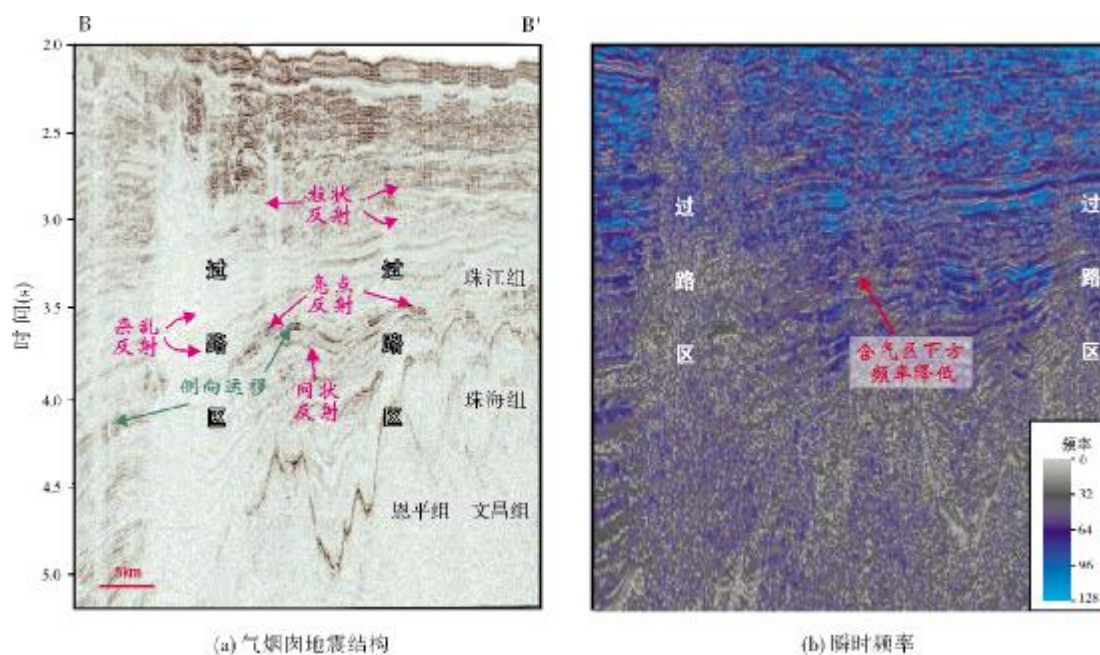 B
B'
2.0
2.5
3.0
3.5
4.0
4.5
5.0
时间(s)
柱状
反射
过
路
区
过
路
区
珠江组
亮点
反射
杂乱
反射
侧向运移
同状
反射
珠海组
恩平组
文昌组
5km
(a) 气烟囱地震结构
过
路
区
过
路
区
含气区下方
频率降低
频率
0
32
64
96
128
(b) 瞬时频率